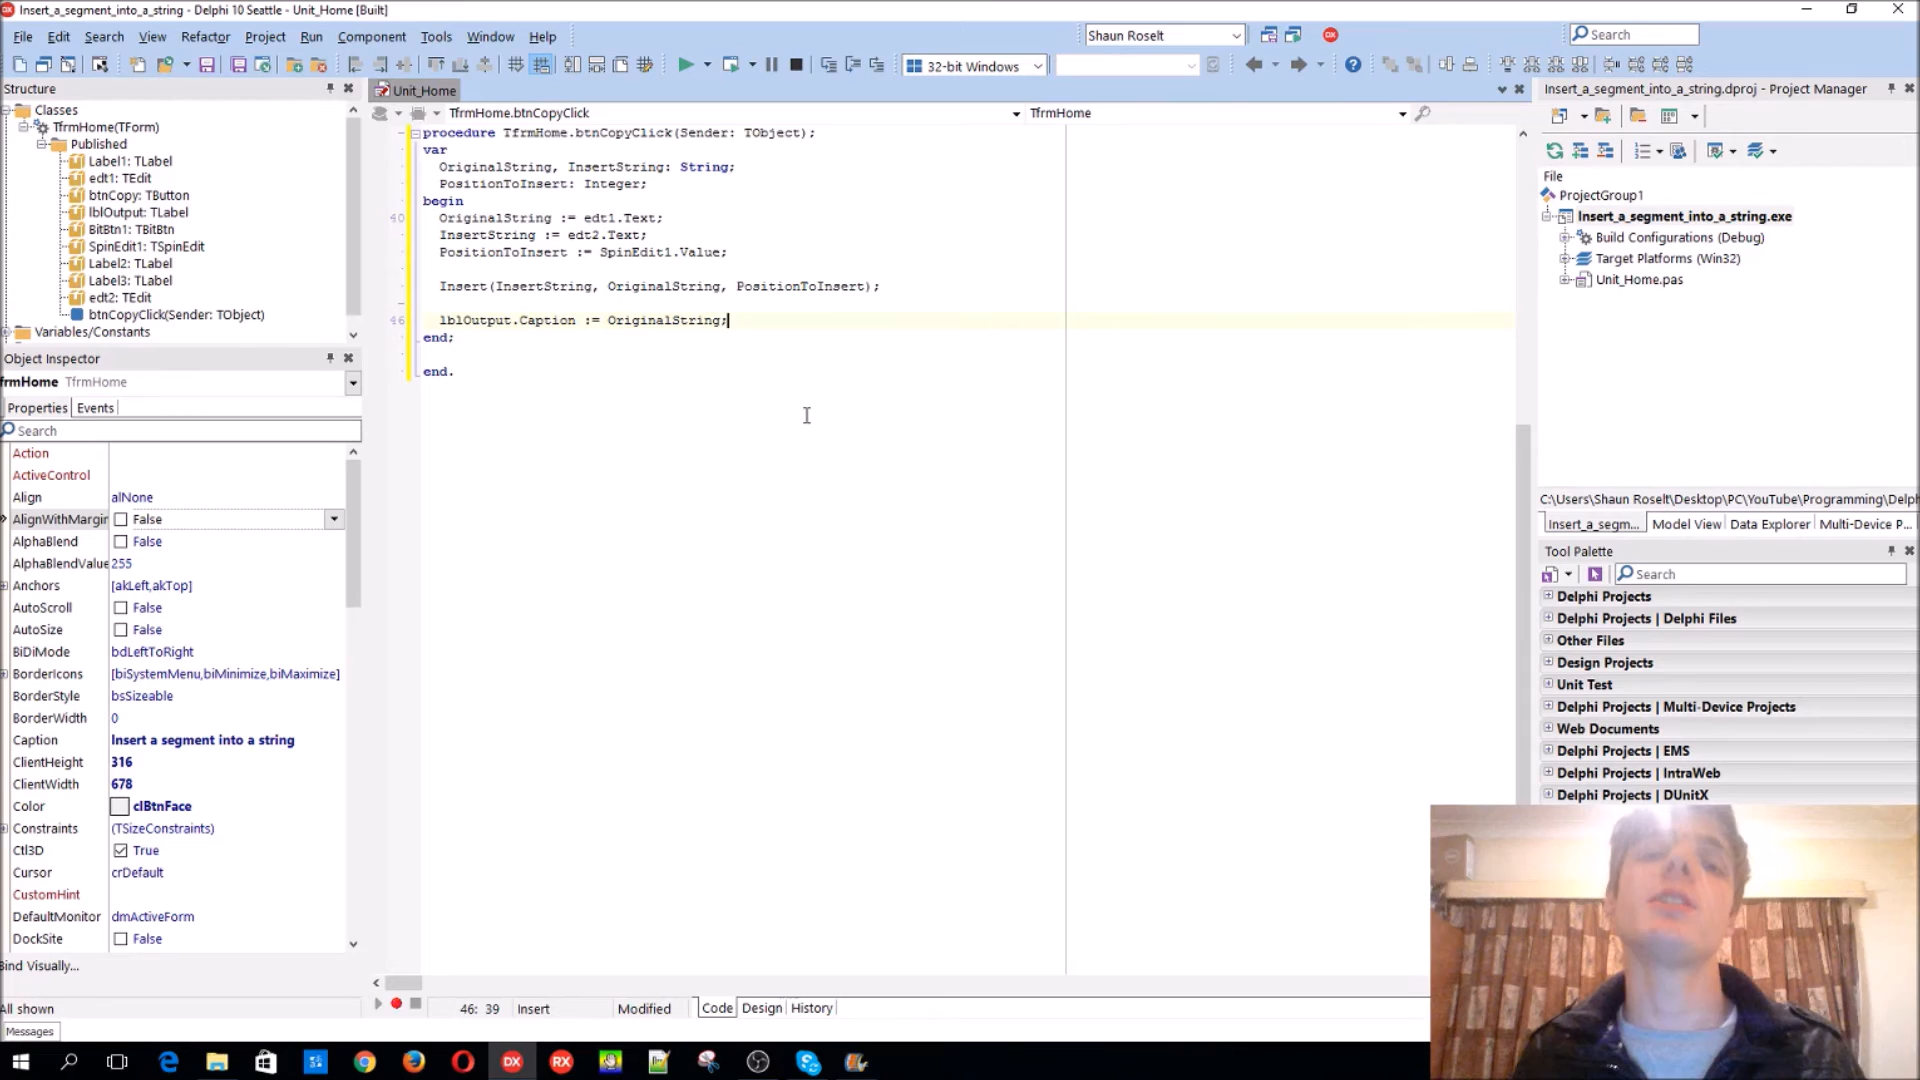 Insert_a_segment_into_a_string - Delphi 10 Seattle - Unit_Home [Built]
File Edit Search View Refactor Project Run Component Tools Window Help
Shaun Roselt
Search
32-bit Windows
Structure
Classes
TfrmHome(TForm)
Published
Label1: TLabel
edt1: TEdit
btnCopy: TButton
lblOutput: TLabel
BitBtn1: TBitBtn
SpinEdit1: TSpinEdit
Label2: TLabel
Label3: TLabel
edt2: TEdit
btnCopyClick(Sender: TObject)
Variables/Constants
Object Inspector
frmHome TfrmHome
Properties Events
Search
Action
ActiveControl
Align alNone
AlignWithMargin False
AlphaBlend False
AlphaBlendValue 255
Anchors [akLeft,akTop]
AutoScroll False
AutoSize False
BiDiMode bdLeftToRight
BorderIcons [biSystemMenu,biMinimize,biMaximize]
BorderStyle bsSizeable
BorderWidth 0
Caption Insert a segment into a string
ClientHeight 316
ClientWidth 678
Color clBtnFace
Constraints (TSizeConstraints)
Ctl3D True
Cursor crDefault
CustomHint
DefaultMonitor dmActiveForm
DockSite False
Bind Visually...
All shown
Messages
Unit_Home
TfrmHome.btnCopyClick TfrmHome
procedure TfrmHome.btnCopyClick(Sender: TObject);
var
OriginalString, InsertString: String;
PositionToInsert: Integer;
begin
40 OriginalString := edt1.Text;
InsertString := edt2.Text;
PositionToInsert := SpinEdit1.Value;
Insert(InsertString, OriginalString, PositionToInsert);
46 lblOutput.Caption := OriginalString;
end;
end.
46: 39 Insert Modified Code Design History
Insert_a_segment_into_a_string.dproj - Project Manager
File
ProjectGroup1
Insert_a_segment_into_a_string.exe
Build Configurations (Debug)
Target Platforms (Win32)
Unit_Home.pas
C:\Users\Shaun Roselt\Desktop\PC\YouTube\Programming\Delph
Insert_a_segm... Model View Data Explorer Multi-Device P...
Tool Palette
Search
Delphi Projects
Delphi Projects | Delphi Files
Other Files
Design Projects
Unit Test
Delphi Projects | Multi-Device Projects
Web Documents
Delphi Projects | EMS
Delphi Projects | IntraWeb
Delphi Projects | DUnitX
DX
RX